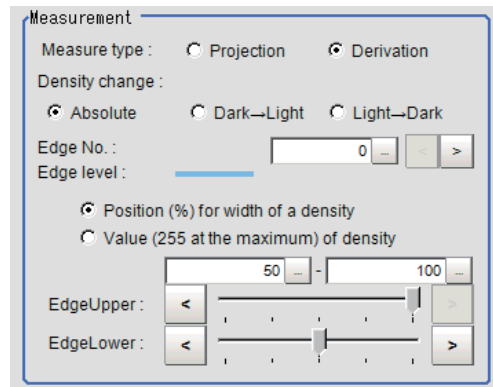 Measurement
Measure type : Projection Derivation
Density change :
Absolute Dark→Light Light→Dark
Edge No. : 0 ... < >
Edge level :
Position (%) for width of a density
Value (255 at the maximum) of density
50 ... - 100 ...
EdgeUpper : < >
EdgeLower : < >